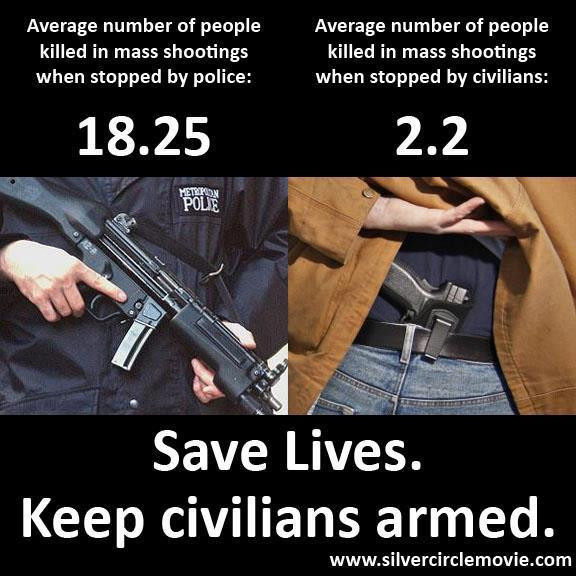 Average number of people
killed in mass shootings
when stopped by police:
18.25
Average number of people
killed in mass shootings
when stopped by civilians:
2.2
METROPOLITAN
POLICE
Save Lives.
Keep civilians armed.
www.silvercirclemovie.com